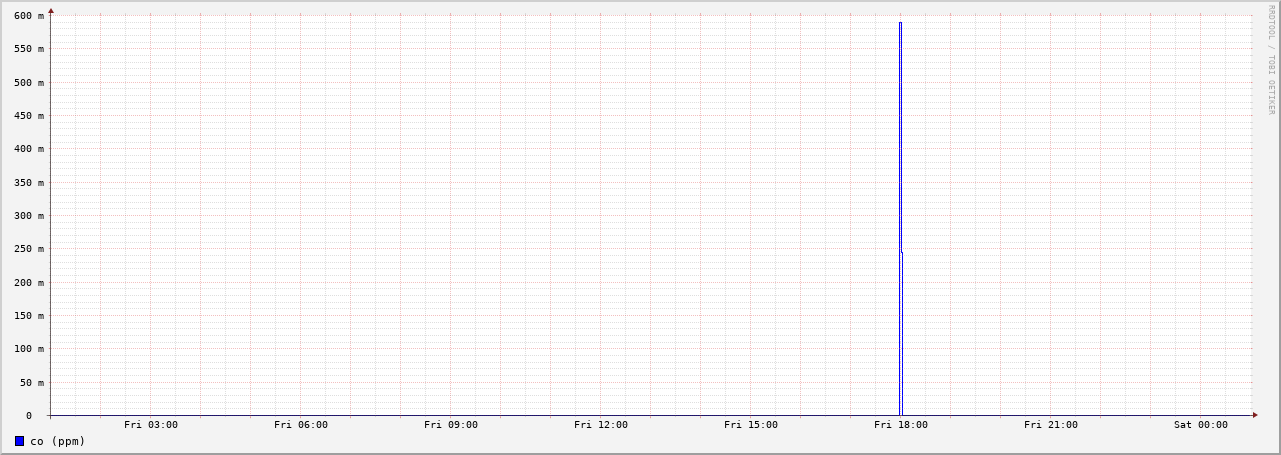 600 m
550 m
500 m
450 m
400 m
350 m
300 m
250 m
200 m
150 m
100 m
50 m
0
Fri 03:00 Fri 06:00 Fri 09:00 Fri 12:00 Fri 15:00 Fri 18:00 Fri 21:00 Sat 00:00
co (ppm)
RRDTOOL / TOBI OETIKER